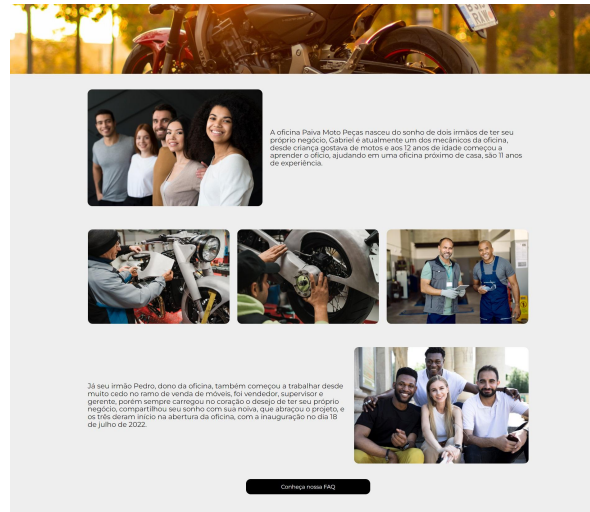 A oficina Paiva Moto Peças nasceu do sonho de dois irmãos de ter seu
próprio negócio, Gabriel é atualmente um dos mecânicos da oficina,
desde criança gostava de motos e aos 12 anos de idade começou a
aprender o ofício, ajudando em uma oficina próximo de casa, são 11 anos
de experiência.
Já seu irmão Pedro, dono da oficina, também começou a trabalhar desde
muito cedo no ramo de venda de móveis, foi vendedor, supervisor e
gerente, porém sempre carregou no coração o desejo de ter seu próprio
negócio, compartilhou seu sonho com sua noiva, que abraçou o projeto, e
os três deram início na abertura da oficina, com a inauguração no dia 18
de julho de 2022.
Conheça nossa FAQ